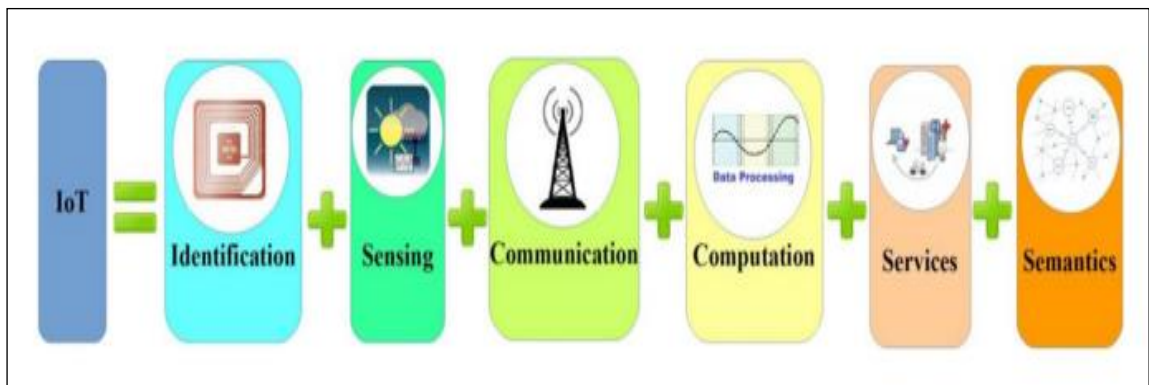 IoT
Identification
Sensing
Communication
Data Processing
Computation
Services
Semantics